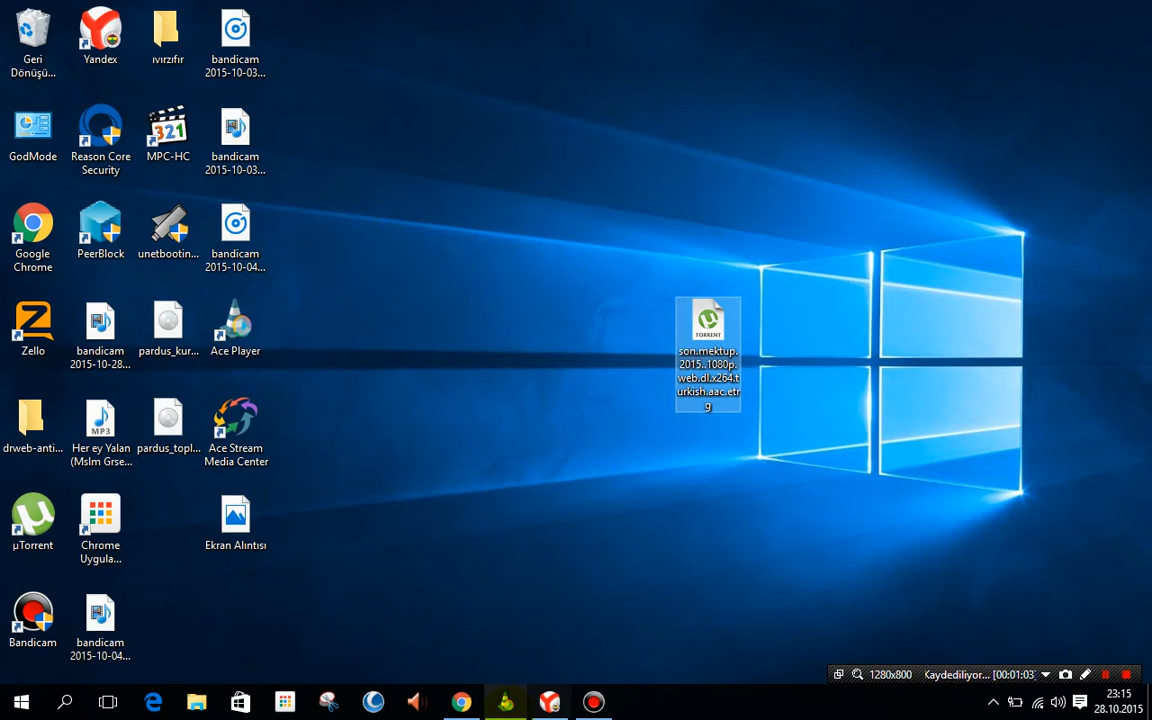 Geri
Dönüşü...
Yandex
ıvırzıfır
bandicam
2015-10-03...
GodMode
Reason Core
Security
321
MPC-HC
bandicam
2015-10-03...
Google
Chrome
PeerBlock
unetbootin...
bandicam
2015-10-04...
Zello
bandicam
2015-10-28...
pardus_kur...
Ace Player
drweb-anti...
MP3
Her ey Yalan
(Mslm Grse...
pardus_topl...
Ace Stream
Media Center
µTorrent
Chrome
Uygula...
Ekran Alıntısı
Bandicam
bandicam
2015-10-04...
TORRENT
son.mektup.
2015..1080p.
web.dl.x264.t
urkish.aac.etr
g
1280x800
Kaydediliyor... [00:01:03]
23:15
28.10.2015